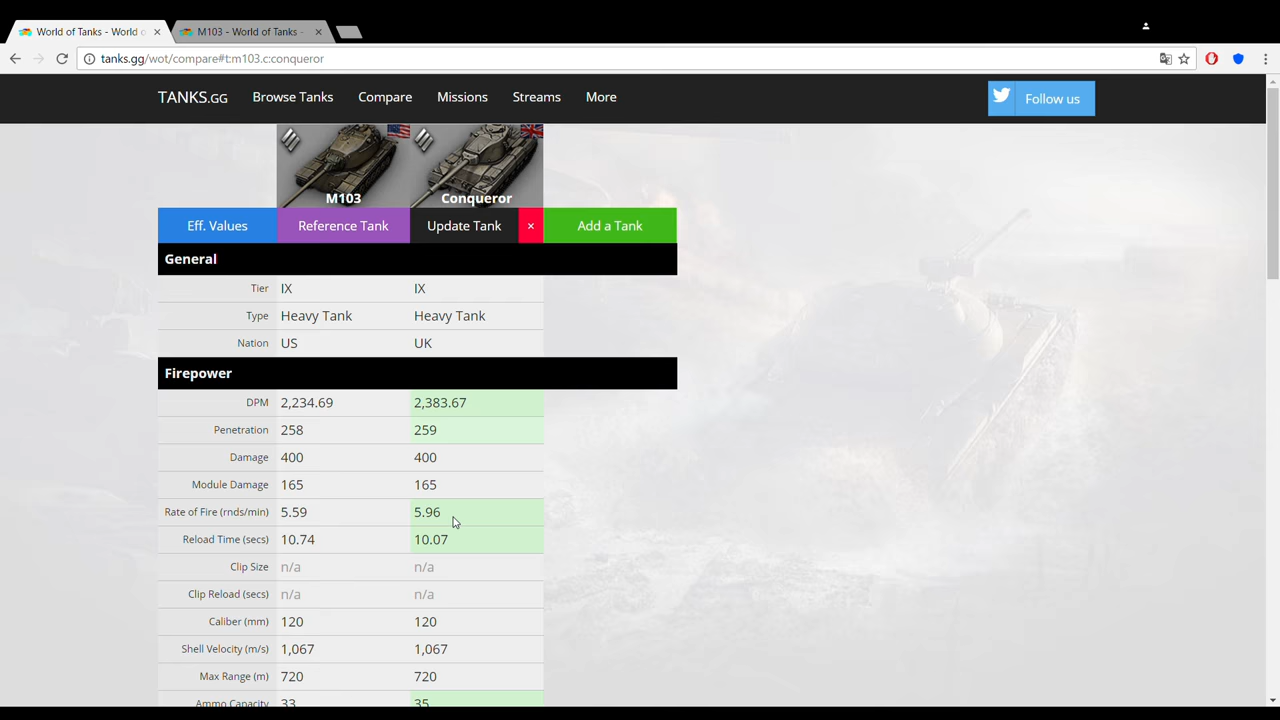 World of Tanks - World o
M103 - World of Tanks -
tanks.gg/wot/compare#t:m103.c:conqueror
TANKS.GG Browse Tanks Compare Missions Streams More Follow us
M103 Conqueror
Eff. Values Reference Tank Update Tank × Add a Tank
General
Tier IX IX
Type Heavy Tank Heavy Tank
Nation US UK
Firepower
DPM 2,234.69 2,383.67
Penetration 258 259
Damage 400 400
Module Damage 165 165
Rate of Fire (rnds/min) 5.59 5.96
Reload Time (secs) 10.74 10.07
Clip Size n/a n/a
Clip Reload (secs) n/a n/a
Caliber (mm) 120 120
Shell Velocity (m/s) 1,067 1,067
Max Range (m) 720 720
Ammo Capacity 33 35